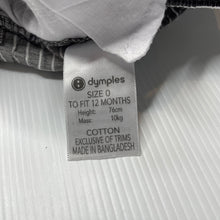 dymples
SIZE 0
TO FIT 12 MONTHS
Height: 76cm
Mass: 10kg
COTTON
EXCLUSIVE OF TRIMS
MADE IN BANGLADESH